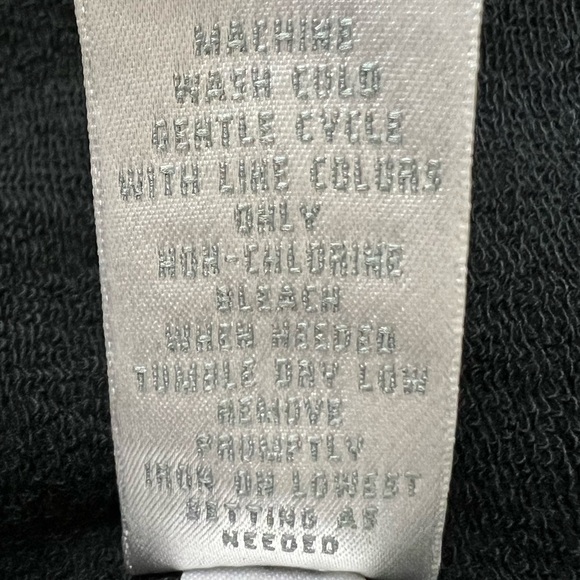 MACHINE
WASH COLD
GENTLE CYCLE
WITH LIKE COLORS
ONLY
NON-CHLORINE
BLEACH
WHEN NEEDED
TUMBLE DRY LOW
REMOVE
PROMPTLY
IRON ON LOWEST
SETTING AS
NEEDED